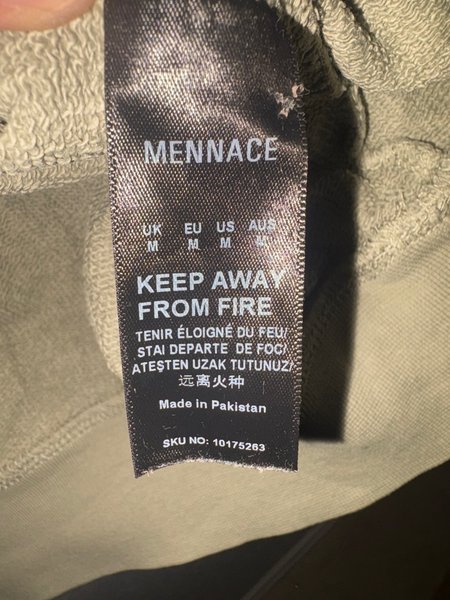 MENNACE
UK EU US AUS
M M M M
KEEP AWAY
FROM FIRE
TENIR ÉLOIGNÉ DU FEU/
STAI DEPARTE DE FOC/
ATEŞTEN UZAK TUTUNUZ/
远离火种
Made in Pakistan
SKU NO: 10175263